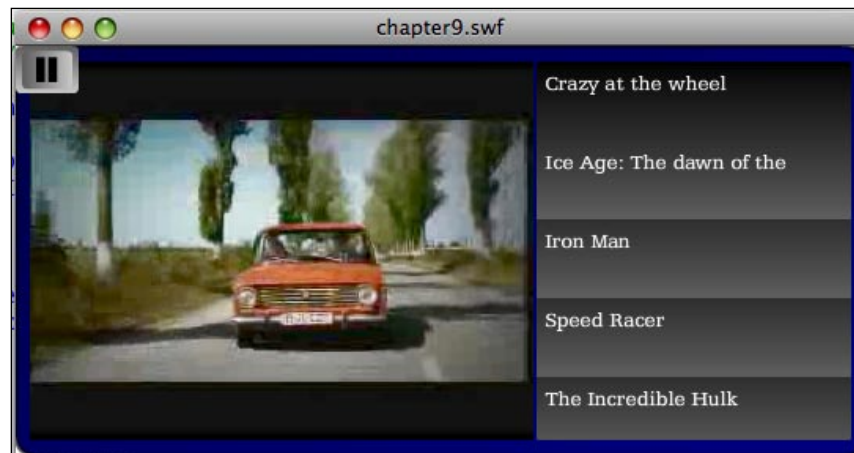 chapter9.swf
Crazy at the wheel
Ice Age: The dawn of the
Iron Man
Speed Racer
The Incredible Hulk